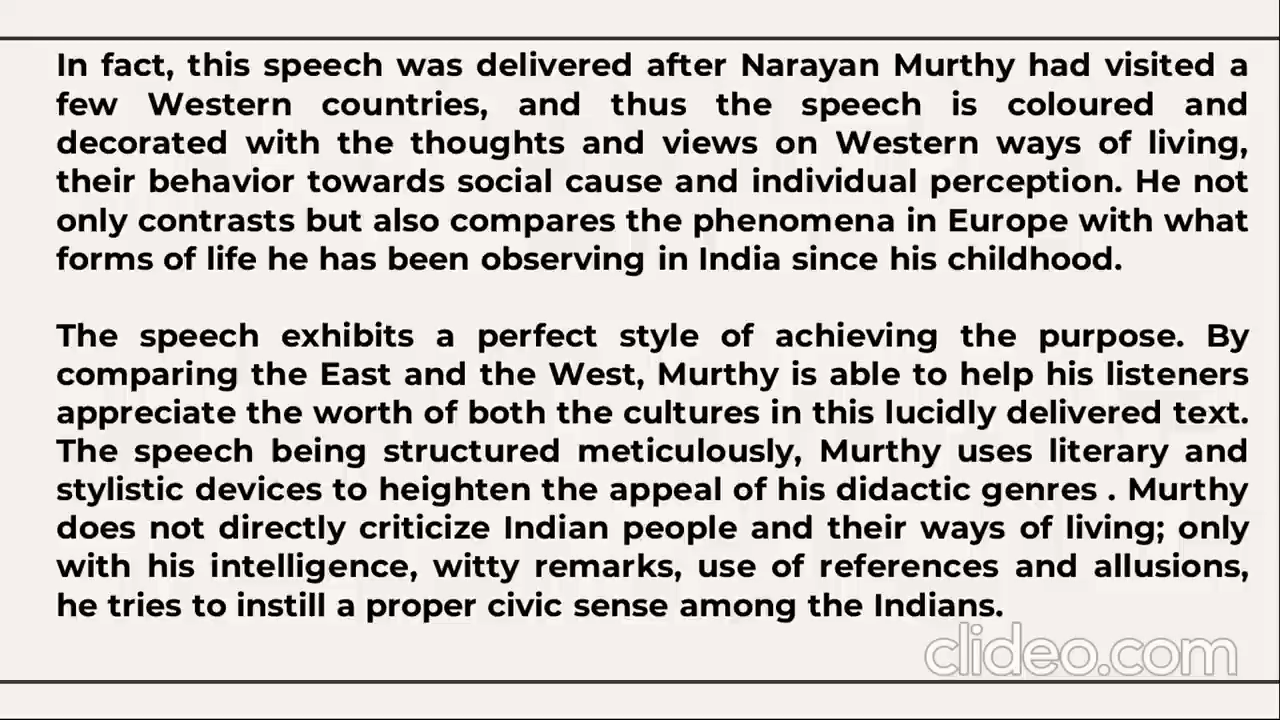 In fact, this speech was delivered after Narayan Murthy had visited a
few Western countries, and thus the speech is coloured and
decorated with the thoughts and views on Western ways of living,
their behavior towards social cause and individual perception. He not
only contrasts but also compares the phenomena in Europe with what
forms of life he has been observing in India since his childhood.
The speech exhibits a perfect style of achieving the purpose. By
comparing the East and the West, Murthy is able to help his listeners
appreciate the worth of both the cultures in this lucidly delivered text.
The speech being structured meticulously, Murthy uses literary and
stylistic devices to heighten the appeal of his didactic genres . Murthy
does not directly criticize Indian people and their ways of living; only
with his intelligence, witty remarks, use of references and allusions,
he tries to instill a proper civic sense among the Indians.
clideo.com